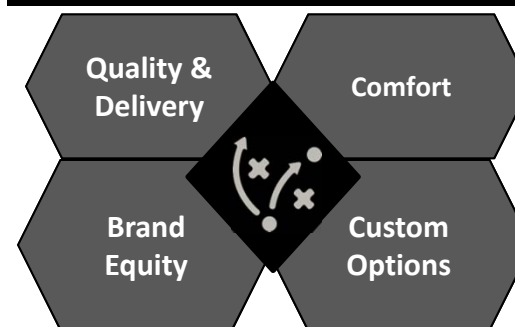 Quality &
Delivery
Comfort
Brand
Equity
Custom
Options